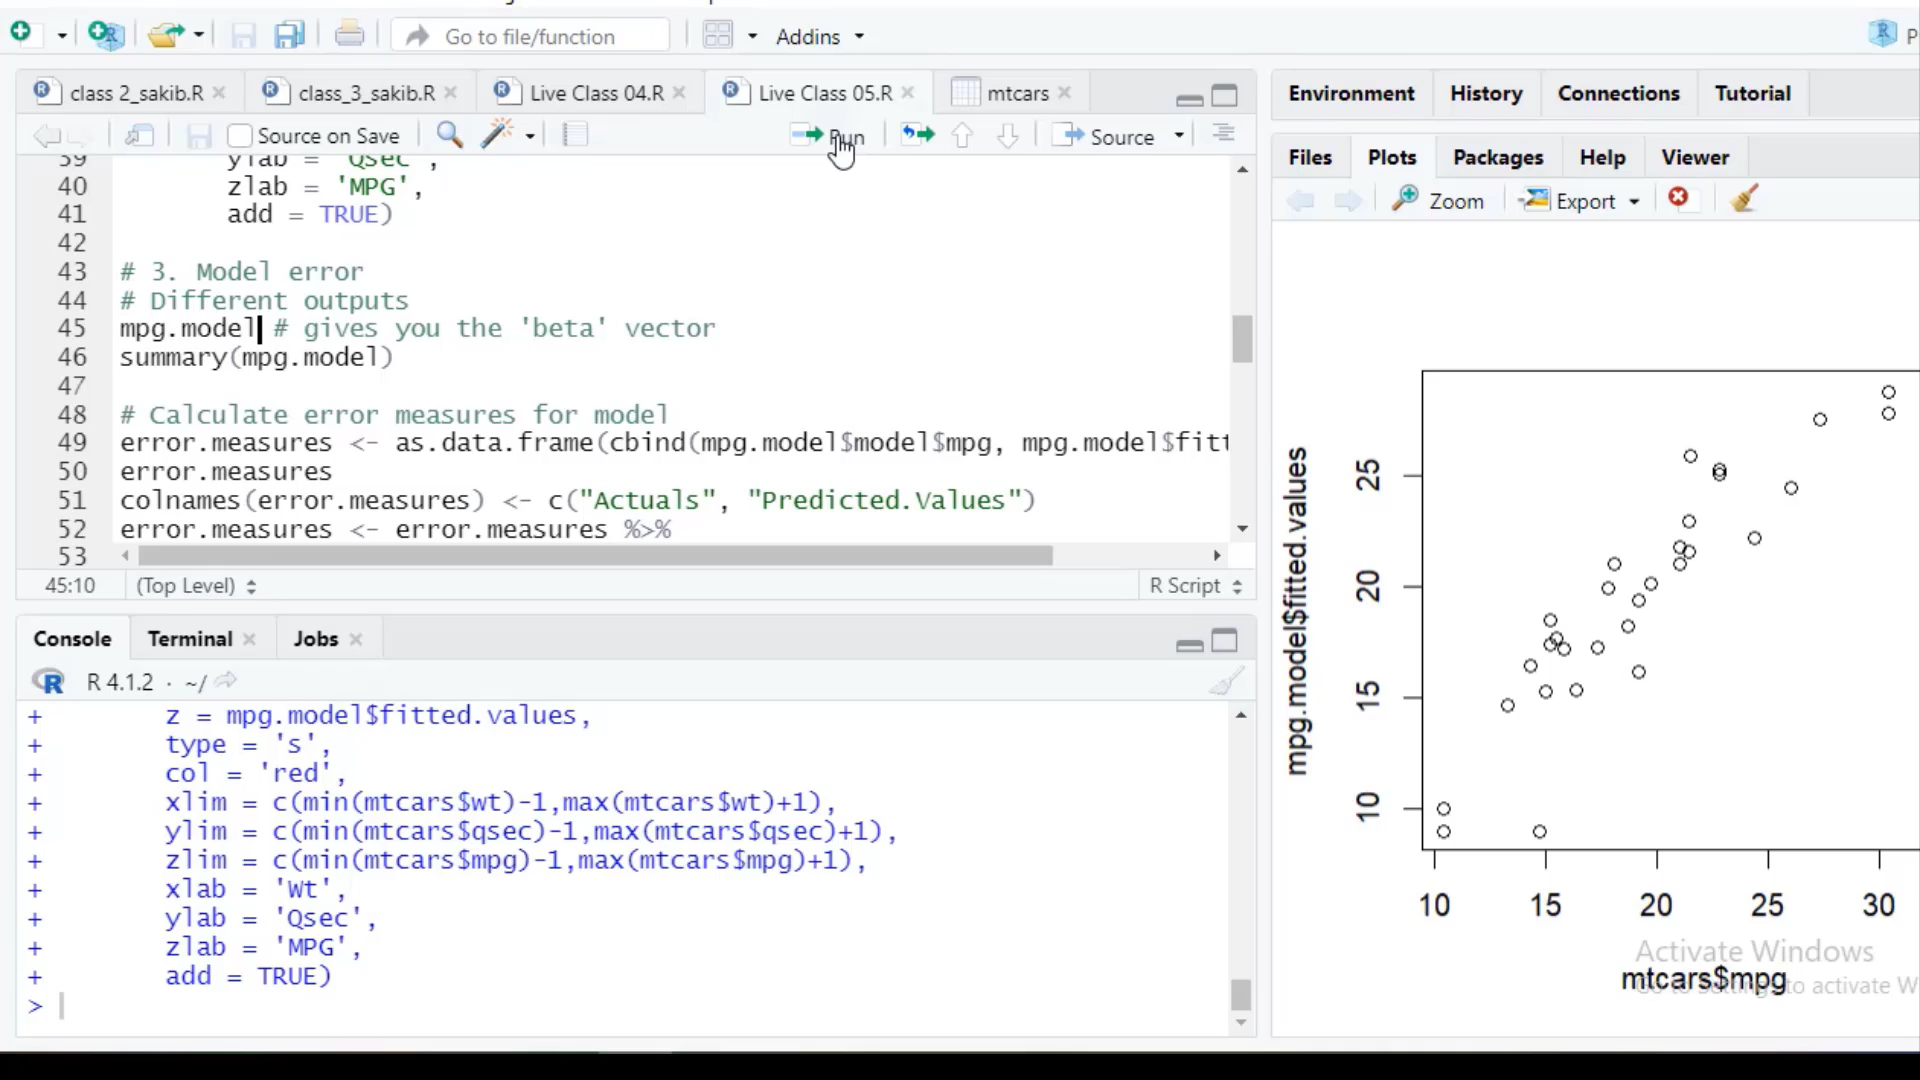 Go to file/function
Addins
class 2_sakib.R
class_3_sakib.R
Live Class 04.R
Live Class 05.R
mtcars
Source on Save
Run
Source
39 ylab = 'Qsec',
40 zlab = 'MPG',
41 add = TRUE)
42
43 # 3. Model error
44 # Different outputs
45 mpg.model # gives you the 'beta' vector
46 summary(mpg.model)
47
48 # Calculate error measures for model
49 error.measures <- as.data.frame(cbind(mpg.model$model$mpg, mpg.model$fitt
50 error.measures
51 colnames(error.measures) <- c("Actuals", "Predicted.Values")
52 error.measures <- error.measures %>%
53
45:10
(Top Level)
R Script
Console
Terminal
Jobs
R 4.1.2 · ~/
+ z = mpg.model$fitted.values,
+ type = 's',
+ col = 'red',
+ xlim = c(min(mtcars$wt)-1,max(mtcars$wt)+1),
+ ylim = c(min(mtcars$qsec)-1,max(mtcars$qsec)+1),
+ zlim = c(min(mtcars$mpg)-1,max(mtcars$mpg)+1),
+ xlab = 'Wt',
+ ylab = 'Qsec',
+ zlab = 'MPG',
+ add = TRUE)
>
Environment
History
Connections
Tutorial
Files
Plots
Packages
Help
Viewer
Zoom
Export
mpg.model$fitted.values
25
20
15
10
10 15 20 25 30
mtcars$mpg
Activate Windows
Go to Settings to activate W